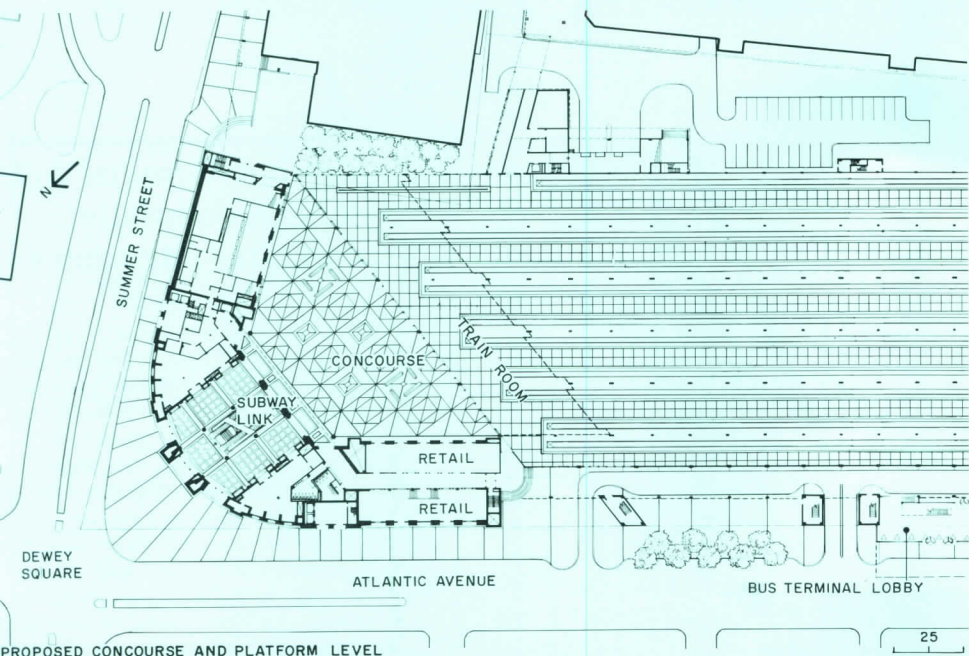 N
SUMMER STREET
CONCOURSE
TRAIN ROOM
SUBWAY
LINK
RETAIL
RETAIL
DEWEY
SQUARE
ATLANTIC AVENUE
BUS TERMINAL LOBBY
25
PROPOSED CONCOURSE AND PLATFORM LEVEL